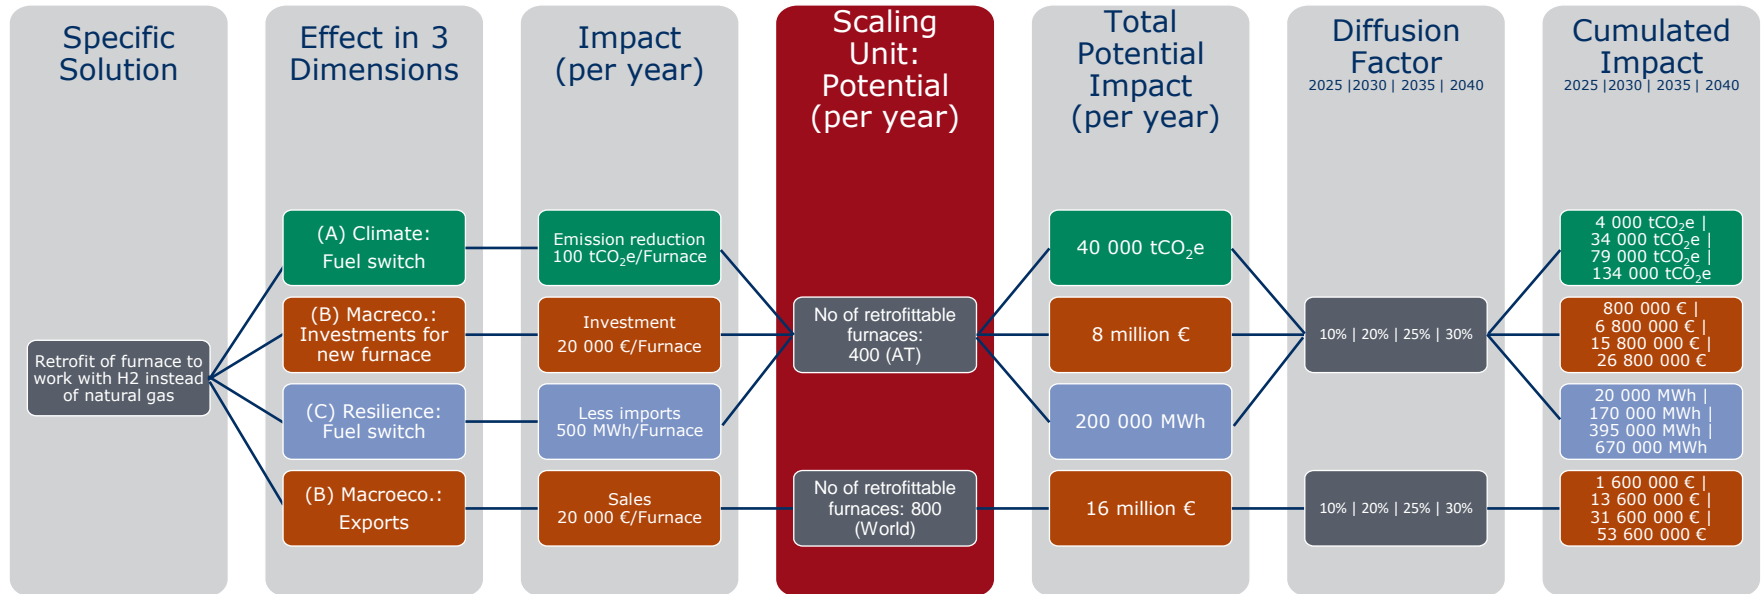 Specific
Solution
Effect in 3
Dimensions
Impact
(per year)
Scaling
Unit:
Potential
(per year)
Total
Potential
Impact
(per year)
Diffusion
Factor
2025 |2030 | 2035 | 2040
Cumulated
Impact
2025 |2030 | 2035 | 2040
Retrofit of furnace to
work with H2 instead
of natural gas
(A) Climate:
Fuel switch
(B) Macreco.:
Investments for
new furnace
(C) Resilience:
Fuel switch
(B) Macroeco.:
Exports
Emission reduction
100 tCO₂e/Furnace
Investment
20 000 €/Furnace
Less imports
500 MWh/Furnace
Sales
20 000 €/Furnace
No of retrofittable
furnaces:
400 (AT)
No of retrofittable
furnaces: 800
(World)
40 000 tCO₂e
8 million €
200 000 MWh
16 million €
10% | 20% | 25% | 30%
10% | 20% | 25% | 30%
4 000 tCO₂e |
34 000 tCO₂e |
79 000 tCO₂e |
134 000 tCO₂e
800 000 € |
6 800 000 € |
15 800 000 € |
26 800 000 €
20 000 MWh |
170 000 MWh |
395 000 MWh |
670 000 MWh
1 600 000 € |
13 600 000 € |
31 600 000 € |
53 600 000 €